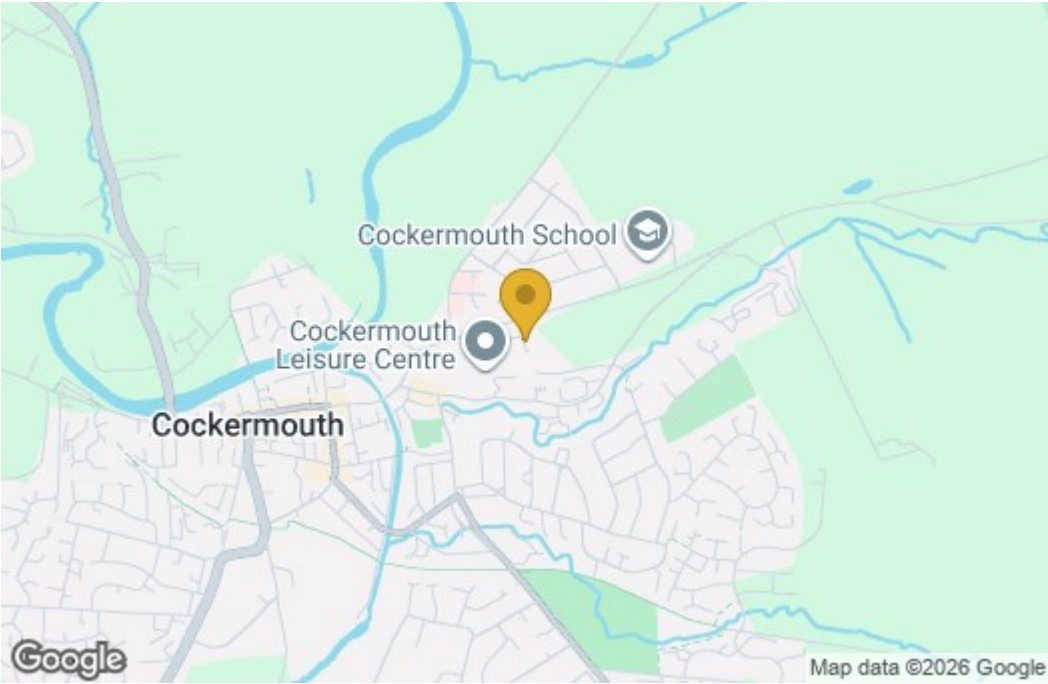 Cockermouth School
Cockermouth
Leisure Centre
Cockermouth
Google
Map data ©2026 Google